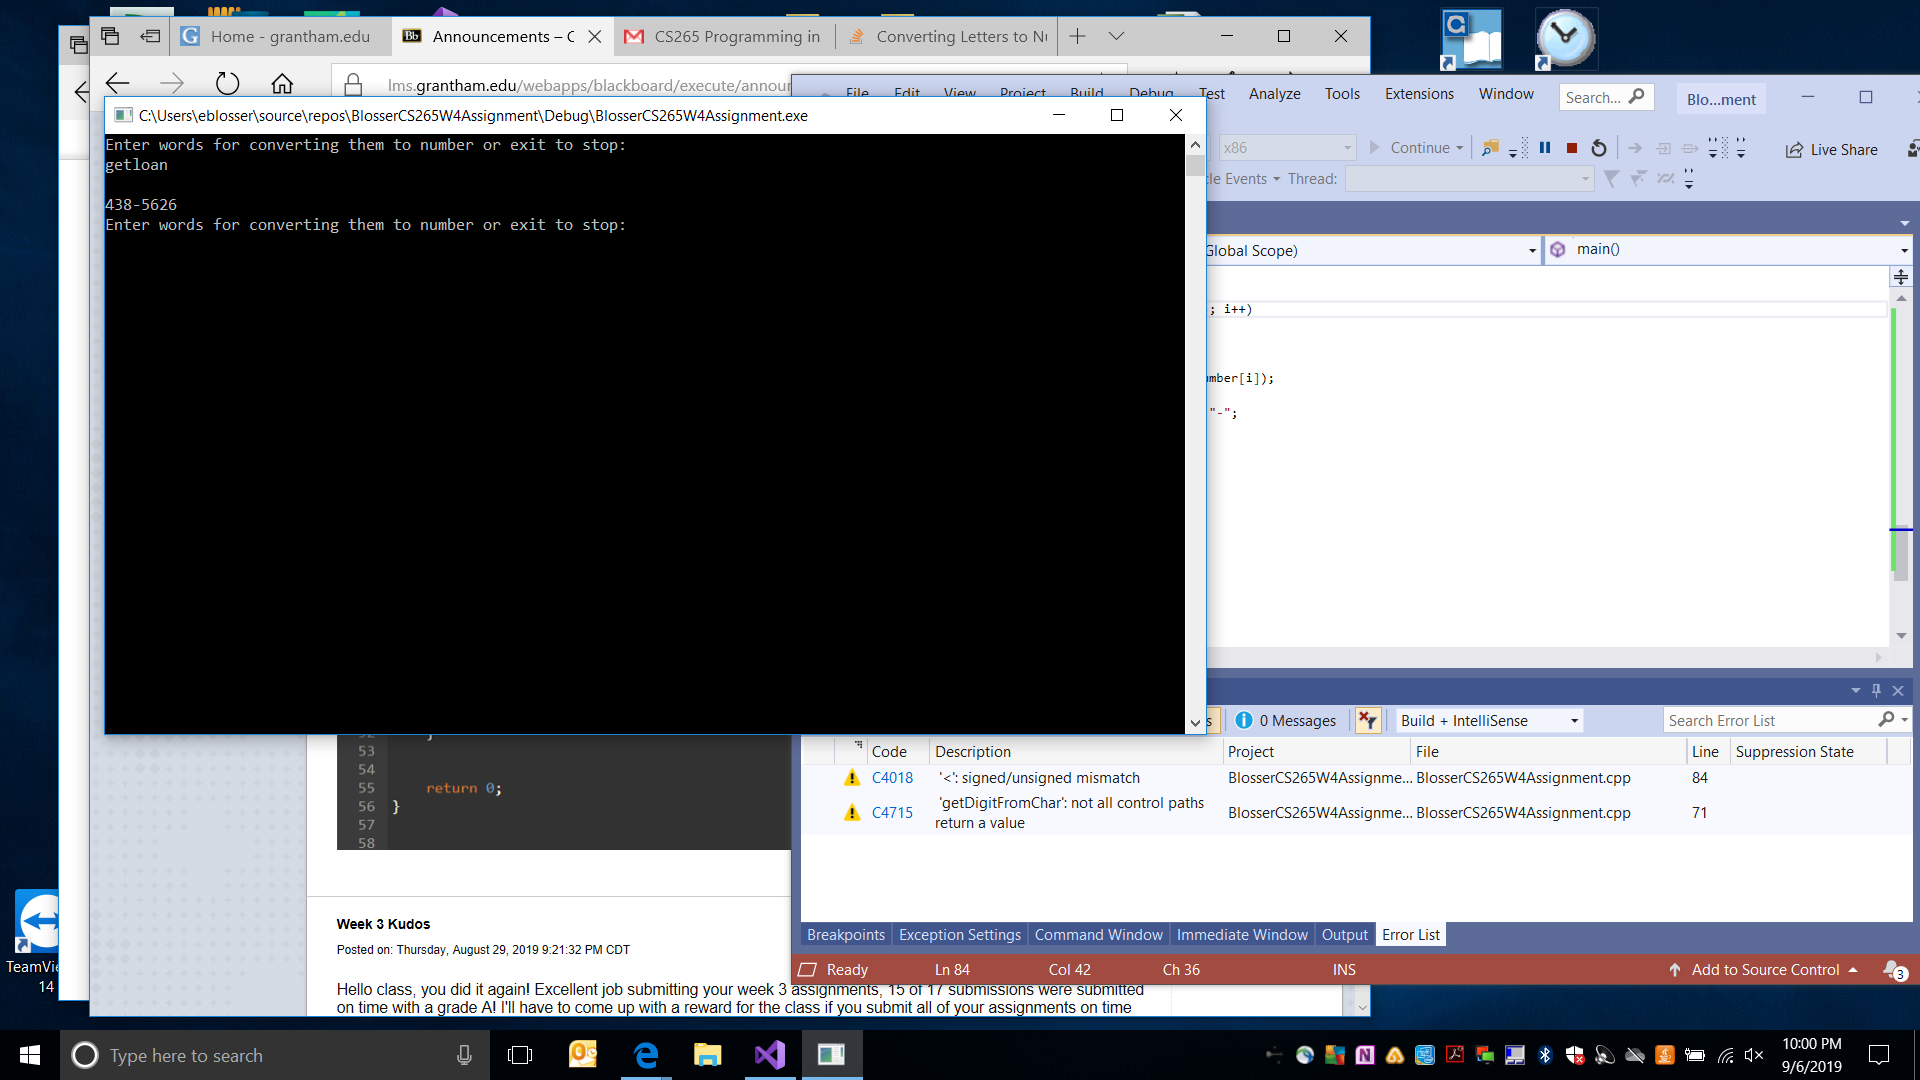 Home - grantham.edu
Announcements – C
CS265 Programming in
Converting Letters to Nu
lms.grantham.edu/webapps/blackboard/execute/announ
File Edit View Project Build Debug Test Analyze Tools Extensions Window
Search...
Blo...ment
C:\Users\eblosser\source\repos\BlosserCS265W4Assignment\Debug\BlosserCS265W4Assignment.exe
Enter words for converting them to number or exit to stop:
getloan
438-5626
Enter words for converting them to number or exit to stop:
x86
Continue
Live Share
cle Events
Thread:
Global Scope)
main()
; i++)
umber[i]);
"-";
s
0 Messages
Build + IntelliSense
Search Error List
Code Description Project File Line Suppression State
C4018 '<': signed/unsigned mismatch BlosserCS265W4Assignme... BlosserCS265W4Assignment.cpp 84
C4715 'getDigitFromChar': not all control paths return a value BlosserCS265W4Assignme... BlosserCS265W4Assignment.cpp 71
53
54
55 return 0;
56 }
57
58
Week 3 Kudos
Posted on: Thursday, August 29, 2019 9:21:32 PM CDT
Hello class, you did it again! Excellent job submitting your week 3 assignments, 15 of 17 submissions were submitted
on time with a grade A! I'll have to come up with a reward for the class if you submit all of your assignments on time
Breakpoints Exception Settings Command Window Immediate Window Output Error List
Ready Ln 84 Col 42 Ch 36 INS
Add to Source Control
3
TeamVie
14
Type here to search
10:00 PM
9/6/2019